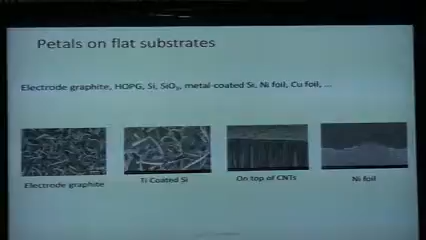 Petals on flat substrates
Electrode graphite, HOPG, Si, SiO₂, metal-coated Si, Ni foil, Cu foil, ...
Electrode graphite
Ti Coated Si
On top of CNTs
Ni foil